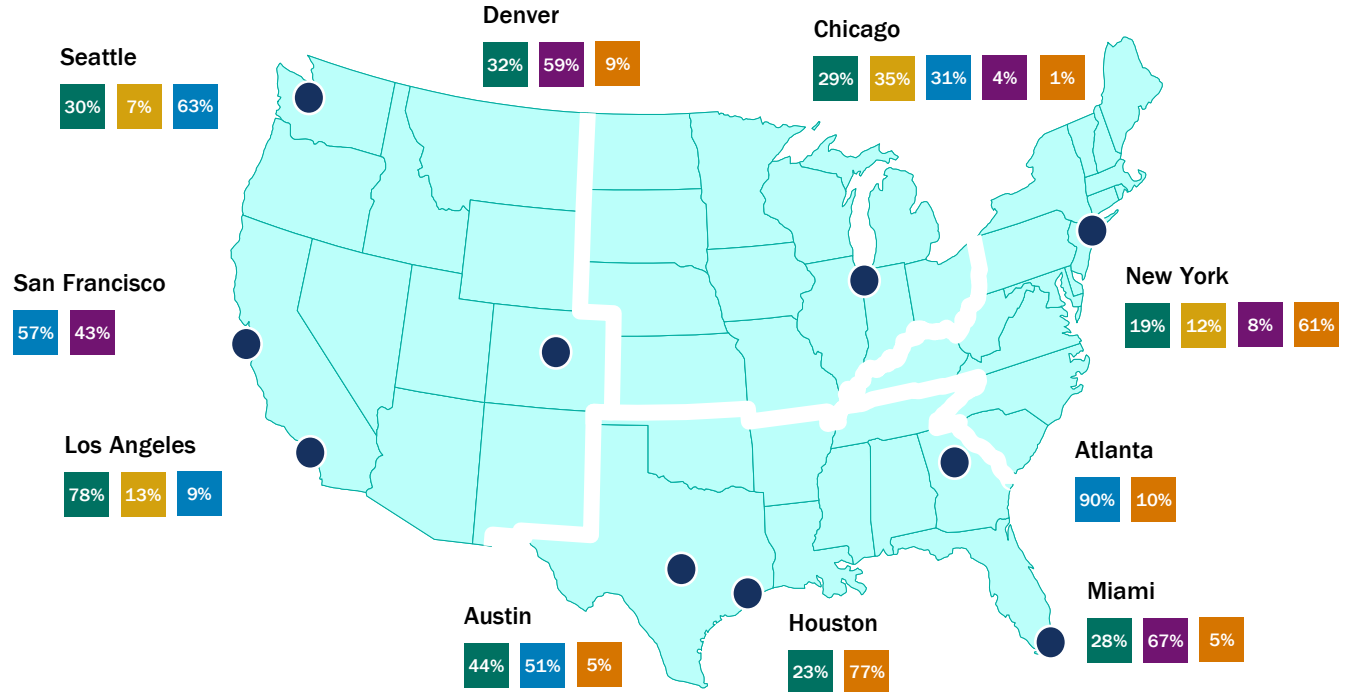 Denver
32% 59% 9%
Chicago
29% 35% 31% 4% 1%
Seattle
30% 7% 63%
San Francisco
57% 43%
New York
19% 12% 8% 61%
Los Angeles
78% 13% 9%
Atlanta
90% 10%
Austin
44% 51% 5%
Houston
23% 77%
Miami
28% 67% 5%